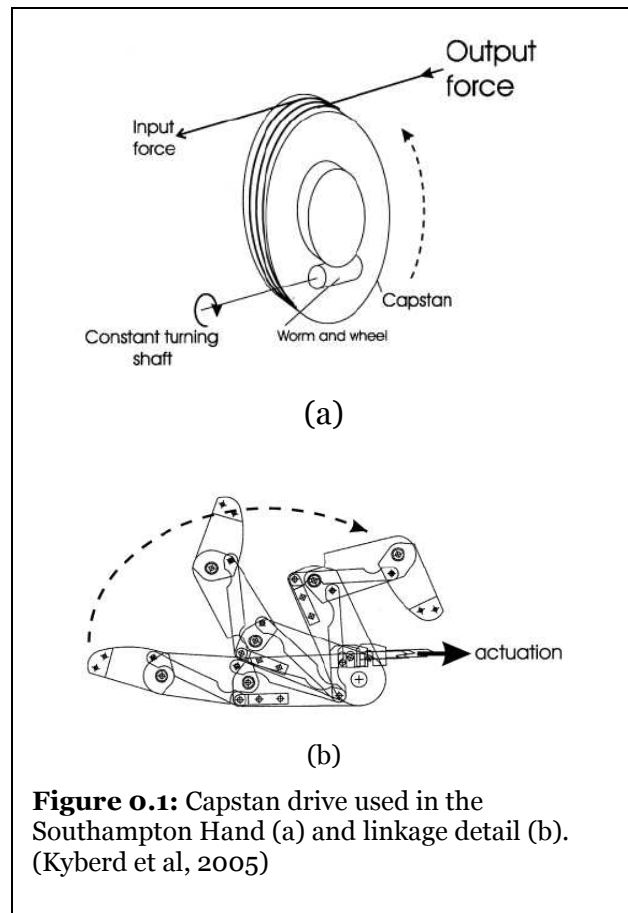 Output
force
Input
force
Capstan
Worm and wheel
Constant turning
shaft
(a)
actuation
(b)
Figure 0.1: Capstan drive used in the
Southampton Hand (a) and linkage detail (b).
(Kyberd et al, 2005)